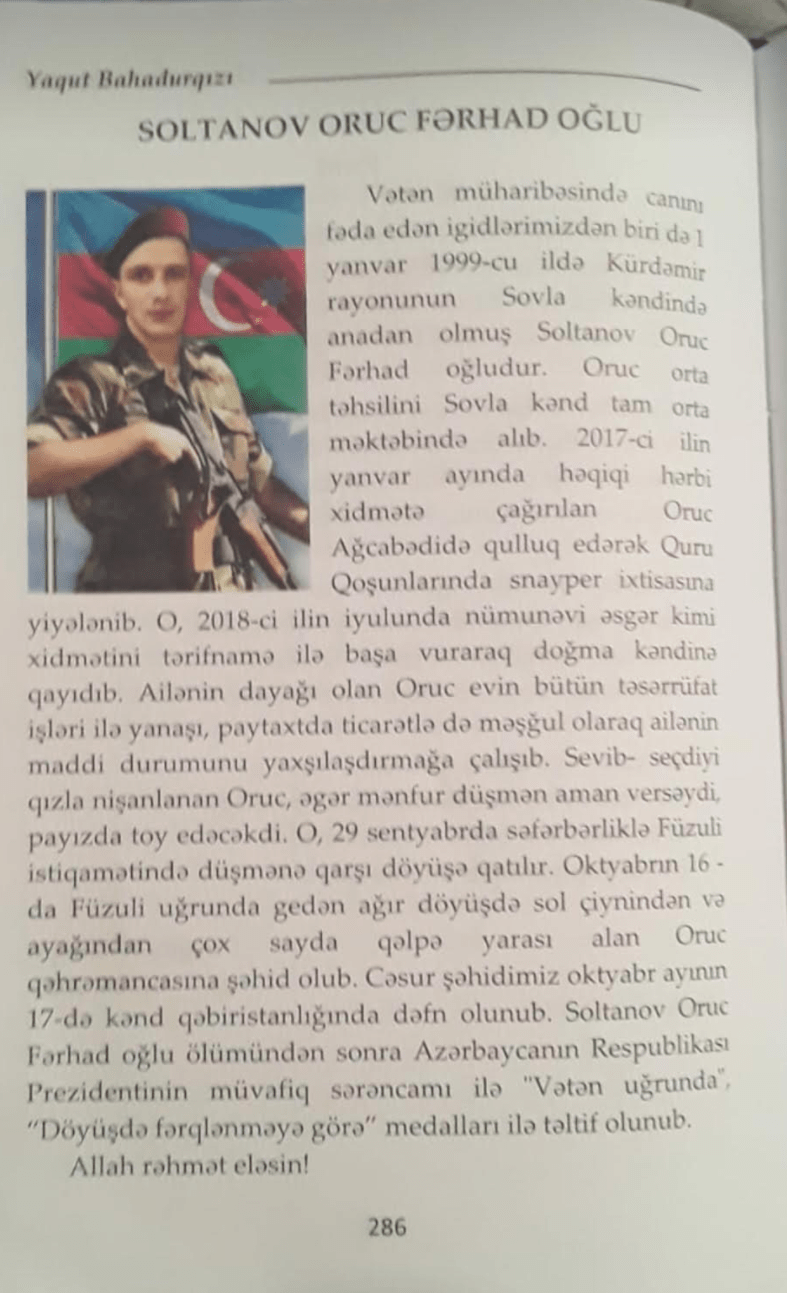 Yaqut Bahadurqızı
SOLTANOV ORUC FƏRHAD OĞLU
Vətən müharibəsində canını
fəda edən igidlərimizdən biri də 1
yanvar 1999-cu ildə Kürdəmir
rayonunun Sovla kəndində
anadan olmuş Soltanov Oruc
Fərhad oğludur. Oruc orta
təhsilini Sovla kənd tam orta
məktəbində alıb. 2017-ci ilin
yanvar ayında həqiqi hərbi
xidmətə çağırılan Oruc
Ağcabədidə qulluq edərək Quru
Qoşunlarında snayper ixtisasına
yiyələnib. O, 2018-ci ilin iyulunda nümunəvi əsgər kimi
xidmətini tərifnamə ilə başa vuraraq doğma kəndinə
qayıdıb. Ailənin dayağı olan Oruc evin bütün təsərrüfat
işləri ilə yanaşı, paytaxtda ticarətlə də məşğul olaraq ailənin
maddi durumunu yaxşılaşdırmağa çalışıb. Sevib- seçdiyi
qızla nişanlanan Oruc, əgər mənfur düşmən aman versəydi,
payızda toy edəcəkdi. O, 29 sentyabrda səfərbərliklə Füzuli
istiqamətində düşmənə qarşı döyüşə qatılır. Oktyabrın 16 -
da Füzuli uğrunda gedən ağır döyüşdə sol çiynindən və
ayağından çox sayda qəlpə yarası alan Oruc
qəhrəmancasına şəhid olub. Cəsur şəhidimiz oktyabr ayının
17-də kənd qəbiristanlığında dəfn olunub. Soltanov Oruc
Fərhad oğlu ölümündən sonra Azərbaycanın Respublikası
Prezidentinin müvafiq sərəncamı ilə "Vətən uğrunda",
"Döyüşdə fərqlənməyə görə" medalları ilə təltif olunub.
Allah rəhmət eləsin!
286